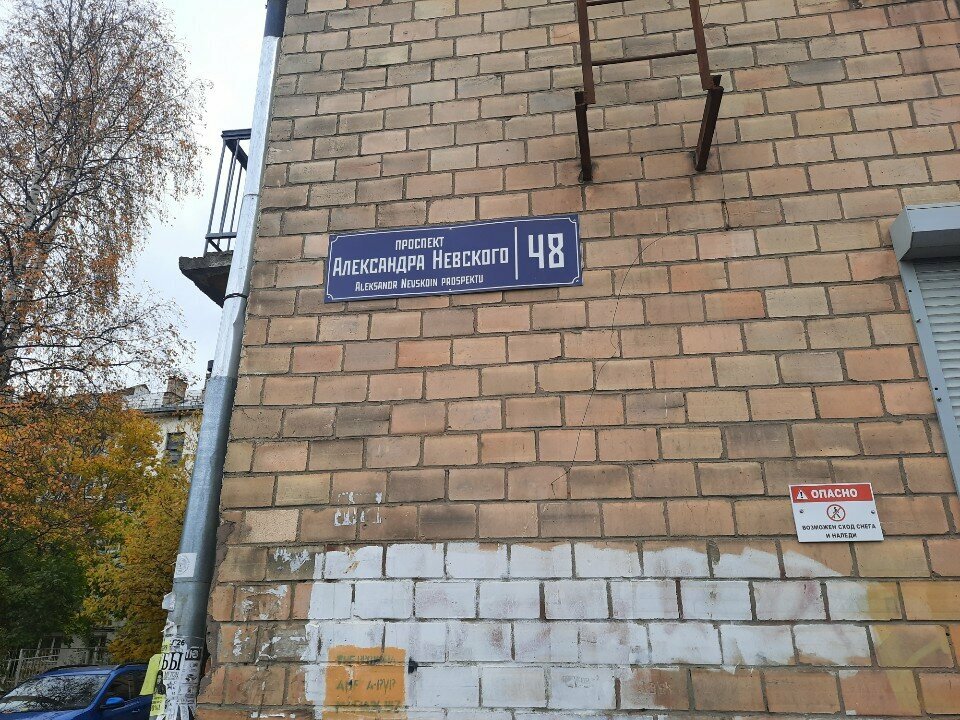 ПРОСПЕКТ
АЛЕКСАНДРА НЕВСКОГО
48
ALEKSANDR NEVSKOIN PROSPEKTU
ОПАСНО
ВОЗМОЖЕН СХОД СНЕГА
И НАЛЕДИ